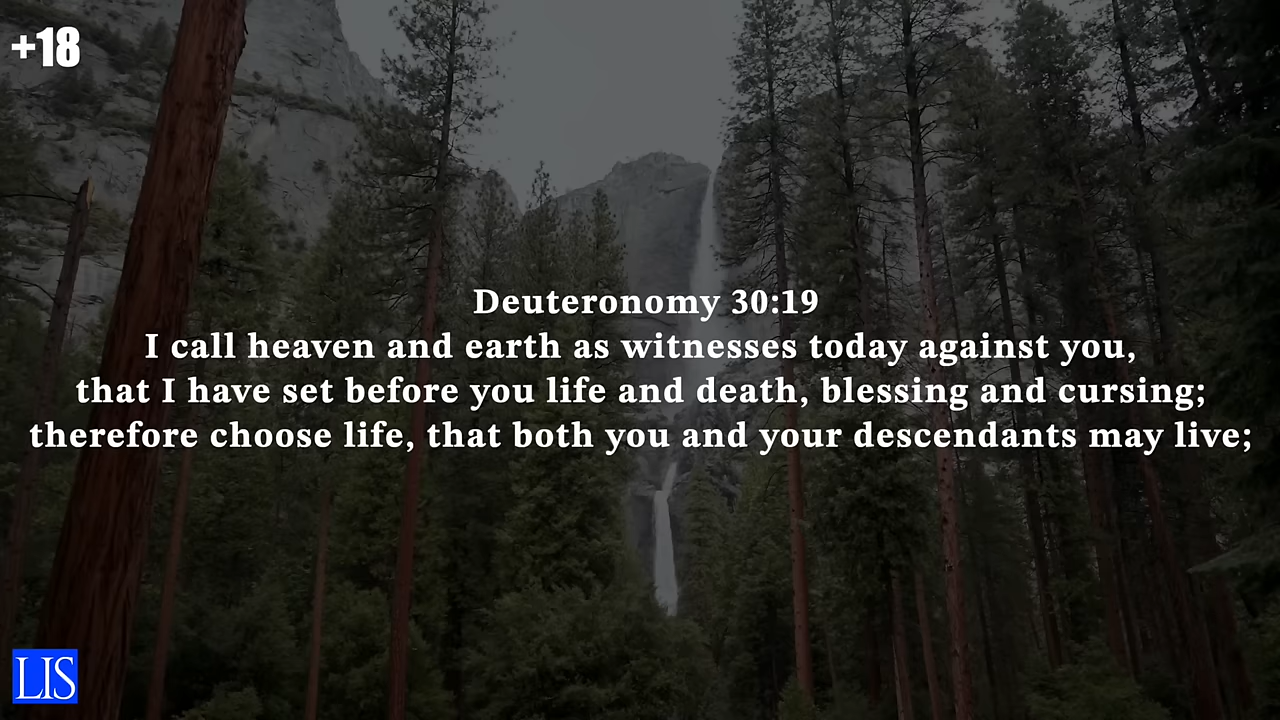 +18
Deuteronomy 30:19
I call heaven and earth as witnesses today against you,
that I have set before you life and death, blessing and cursing;
therefore choose life, that both you and your descendants may live;
LIS